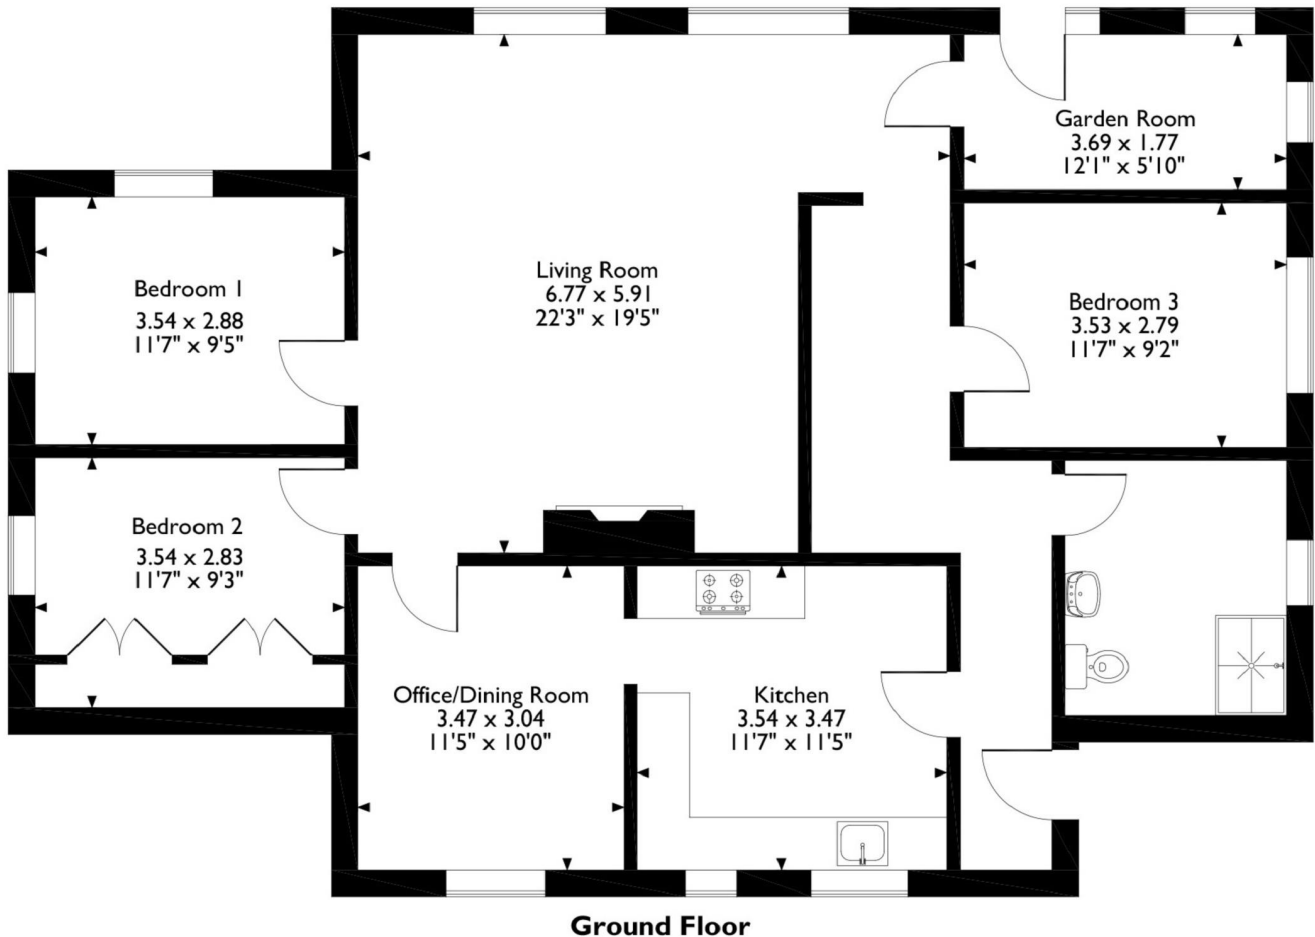 Garden Room
3.69 x 1.77
12'1" x 5'10"
Bedroom 1
3.54 x 2.88
11'7" x 9'5"
Living Room
6.77 x 5.91
22'3" x 19'5"
Bedroom 3
3.53 x 2.79
11'7" x 9'2"
Bedroom 2
3.54 x 2.83
11'7" x 9'3"
Office/Dining Room
3.47 x 3.04
11'5" x 10'0"
Kitchen
3.54 x 3.47
11'7" x 11'5"
Ground Floor